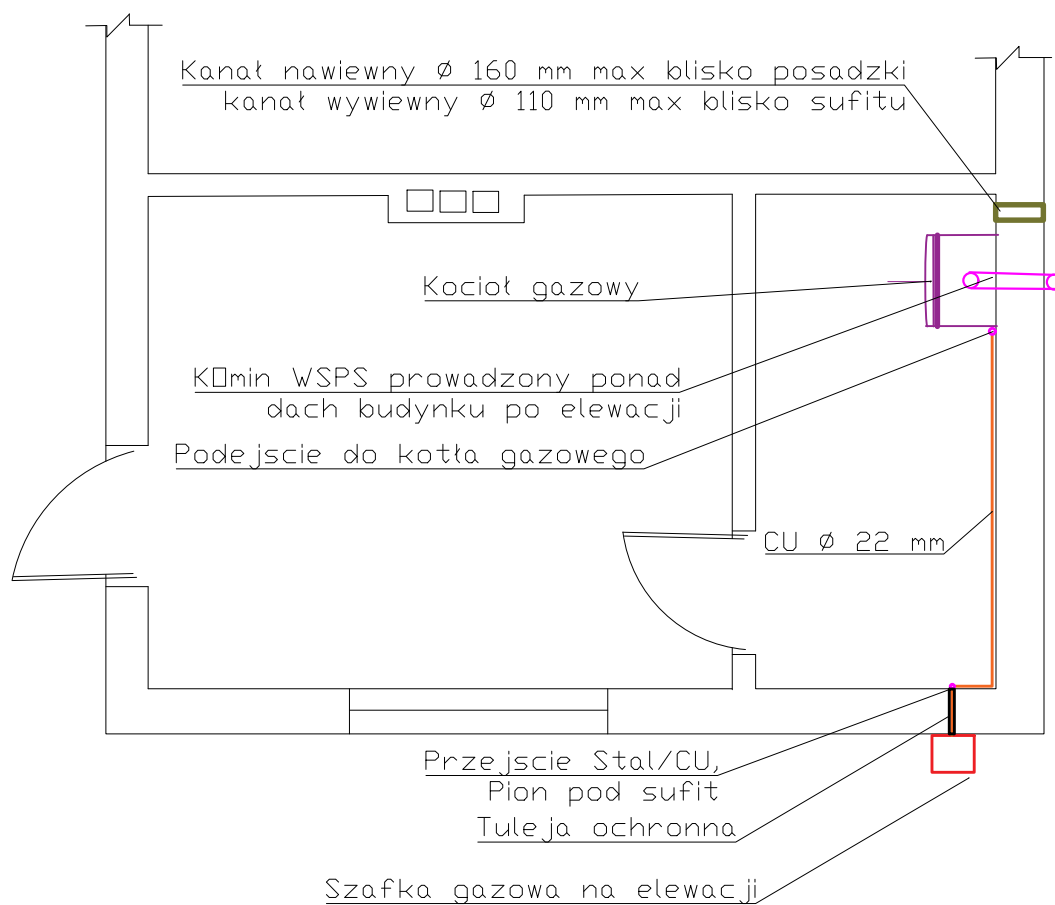 Kanał nawiewny Ø 160 mm max blisko posadzki
kanał wywiewny Ø 110 mm max blisko sufitu
Kocioł gazowy
K▯min WSPS prowadzony ponad
dach budynku po elewacji
Podejscie do kotła gazowego
CU Ø 22 mm
Przejscie Stal/CU,
Pion pod sufit
Tuleja ochronna
Szafka gazowa na elewacji